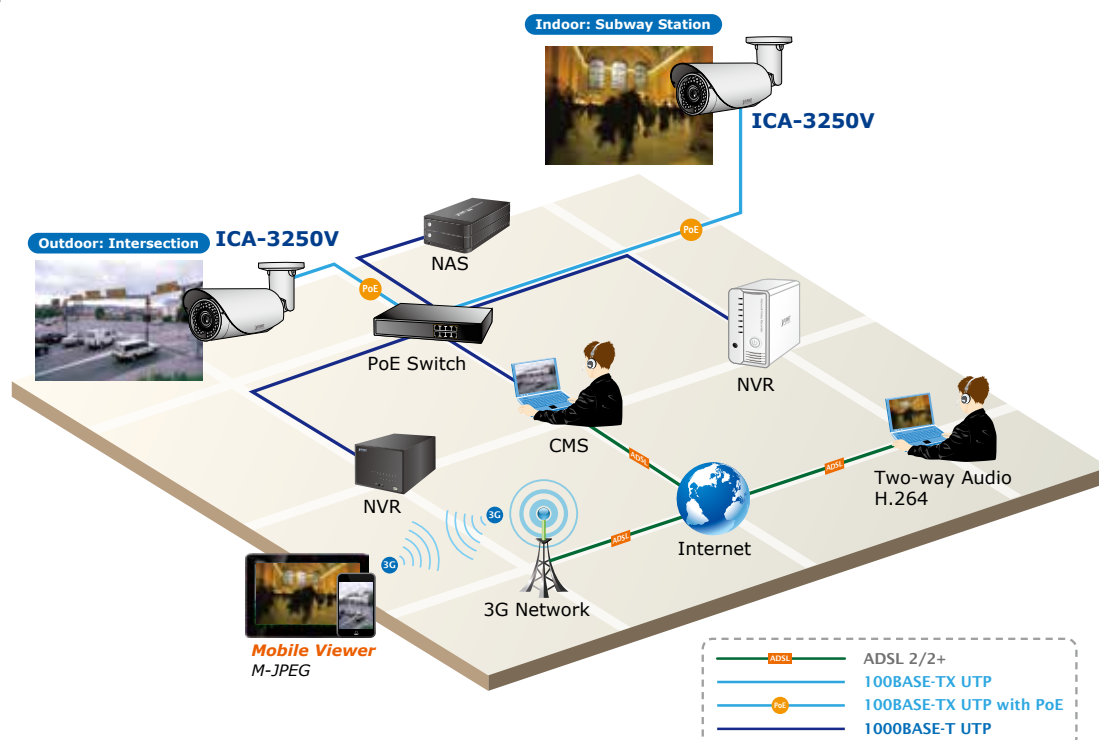 Indoor: Subway Station
ICA-3250V
PoE
Outdoor: Intersection
ICA-3250V
NAS
PoE
PoE Switch
NVR
CMS
ADSL
ADSL
Two-way Audio
H.264
NVR
3G
Internet
ADSL
3G
3G Network
Mobile Viewer
M-JPEG
ADSL
ADSL 2/2+
100BASE-TX UTP
PoE
100BASE-TX UTP with PoE
1000BASE-T UTP